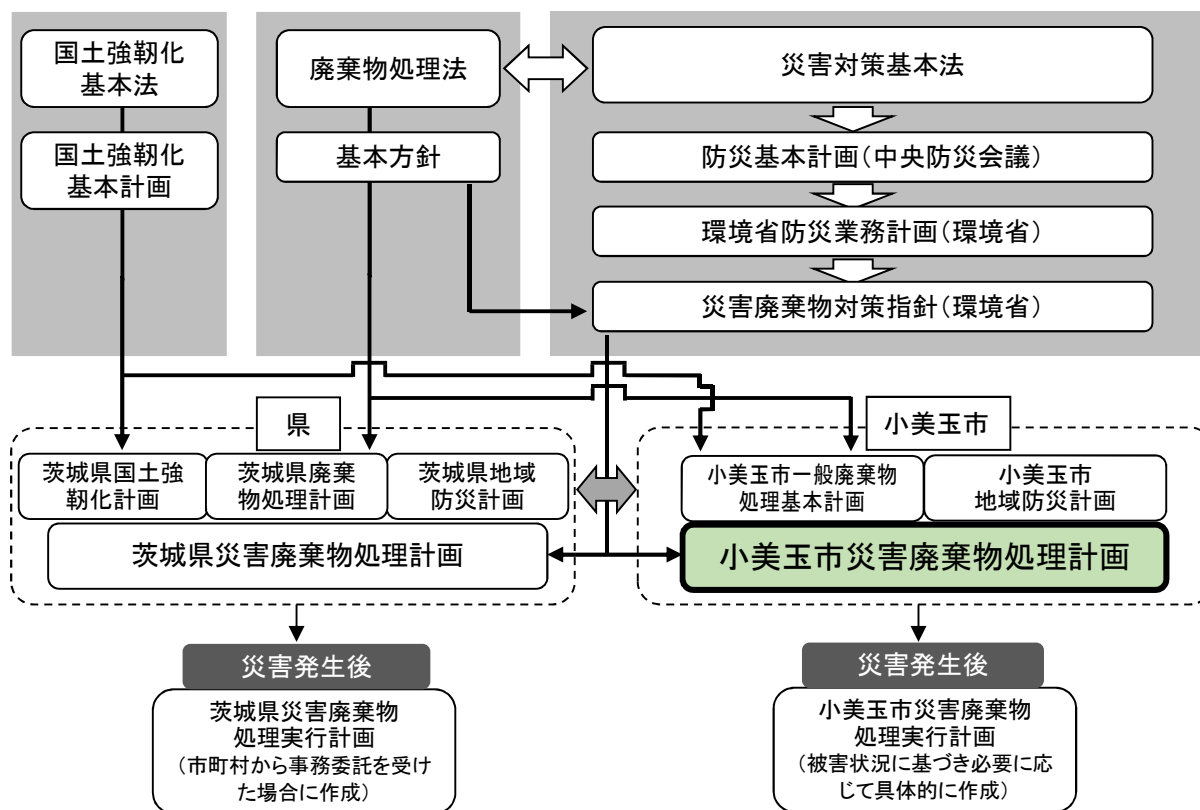 国土強靭化
基本法
国土強靭化
基本計画
廃棄物処理法
基本方針
災害対策基本法
防災基本計画（中央防災会議）
環境省防災業務計画（環境省）
災害廃棄物対策指針（環境省）
県
茨城県国土強
靭化計画
茨城県廃棄
物処理計画
茨城県地域
防災計画
茨城県災害廃棄物処理計画
小美玉市
小美玉市一般廃棄物
処理基本計画
小美玉市
地域防災計画
小美玉市災害廃棄物処理計画
災害発生後
茨城県災害廃棄物
処理実行計画
（市町村から事務委託を受け
た場合に作成）
災害発生後
小美玉市災害廃棄物
処理実行計画
（被害状況に基づき必要に応
じて具体的に作成）